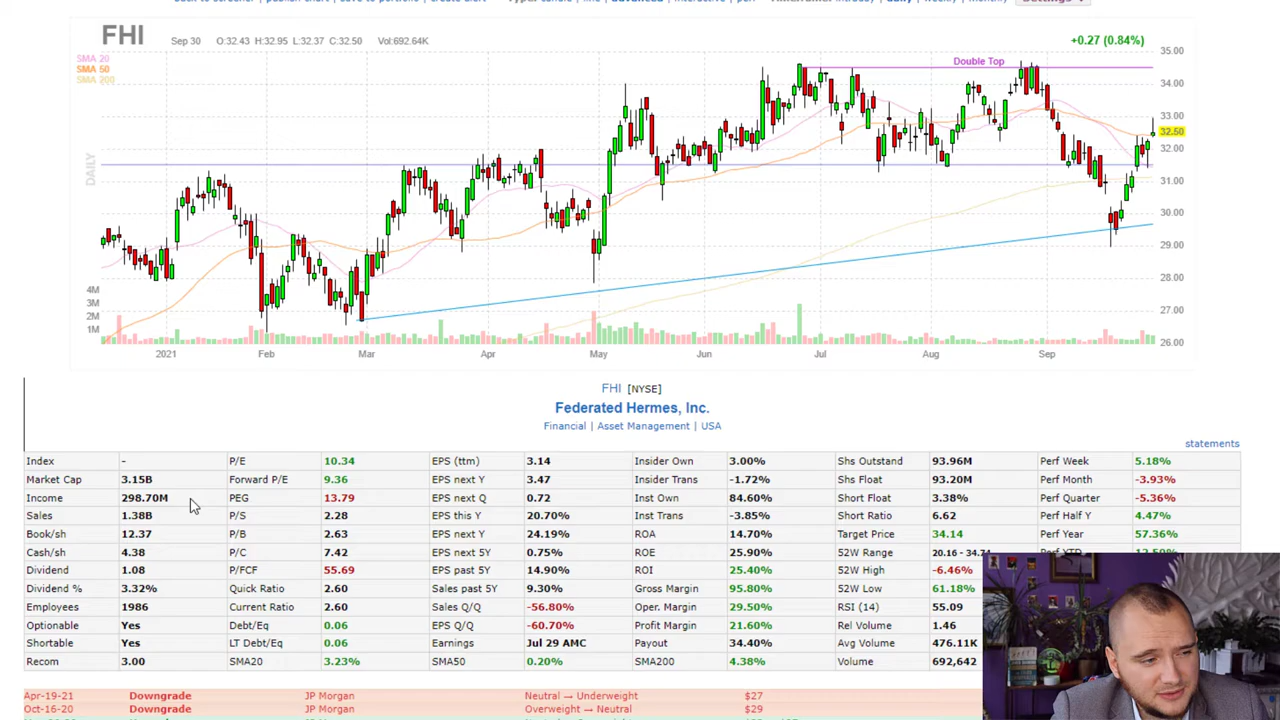 Type:
FHI Sep 30 O:32.43 H:32.95 L:32.37 C:32.50 Vol:692.64K +0.27 (0.84%)
SMA 20
SMA 50
SMA 200
Double Top
DAILY
35.00
34.00
33.00
32.50
32.00
31.00
30.00
29.00
28.00
27.00
26.00
4M
3M
2M
1M
2021 Feb Mar Apr May Jun Jul Aug Sep
FHI [NYSE]
Federated Hermes, Inc.
Financial | Asset Management | USA
statements
Index - P/E 10.34 EPS (ttm) 3.14 Insider Own 3.00% Shs Outstand 93.96M Perf Week 5.18%
Market Cap 3.15B Forward P/E 9.36 EPS next Y 3.47 Insider Trans -1.72% Shs Float 93.20M Perf Month -3.93%
Income 298.70M PEG 13.79 EPS next Q 0.72 Inst Own 84.60% Short Float 3.38% Perf Quarter -5.36%
Sales 1.38B P/S 2.28 EPS this Y 20.70% Inst Trans -3.85% Short Ratio 6.62 Perf Half Y 4.47%
Book/sh 12.37 P/B 2.63 EPS next Y 24.19% ROA 14.70% Target Price 34.14 Perf Year 57.36%
Cash/sh 4.38 P/C 7.42 EPS next 5Y 0.75% ROE 25.90% 52W Range 20.16 - 34.74
Dividend 1.08 P/FCF 55.69 EPS past 5Y 14.90% ROI 25.40% 52W High -6.46%
Dividend % 3.32% Quick Ratio 2.60 Sales past 5Y 9.30% Gross Margin 95.80% 52W Low 61.18%
Employees 1986 Current Ratio 2.60 Sales Q/Q -56.80% Oper. Margin 29.50% RSI (14) 55.09
Optionable Yes Debt/Eq 0.06 EPS Q/Q -60.70% Profit Margin 21.60% Rel Volume 1.46
Shortable Yes LT Debt/Eq 0.06 Earnings Jul 29 AMC Payout 34.40% Avg Volume 476.11K
Recom 3.00 SMA20 3.23% SMA50 0.20% SMA200 4.38% Volume 692,642
Apr-19-21 Downgrade JP Morgan Neutral → Underweight $27
Oct-16-20 Downgrade JP Morgan Overweight → Neutral $29